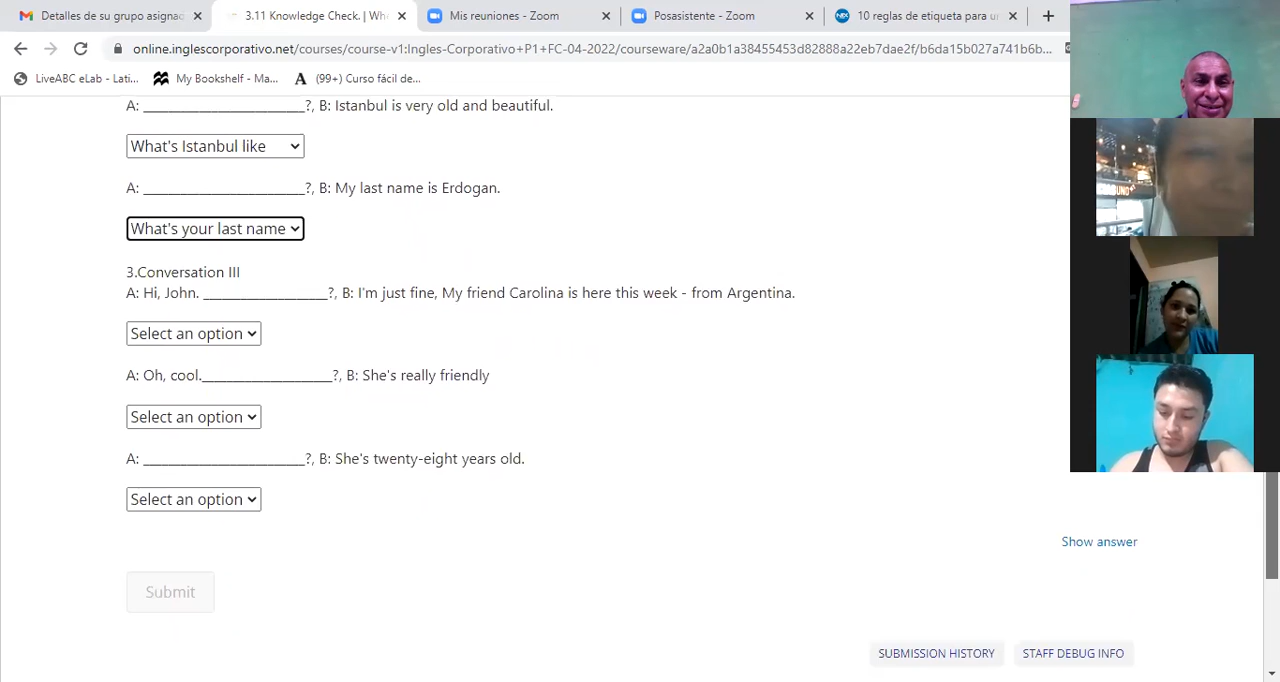 Detalles de su grupo asignad
3.11 Knowledge Check. | Wh
Mis reuniones - Zoom
Posasistente - Zoom
10 reglas de etiqueta para u
online.inglescorporativo.net/courses/course-v1:Ingles-Corporativo+P1+FC-04-2022/courseware/a2a0b1a38455453d82888a22eb7dae2f/b6da15b027a741b6b...
LiveABC eLab - Lati...
My Bookshelf - Ma...
(99+) Curso fácil de...
A: ______________________?, B: Istanbul is very old and beautiful.
What's Istanbul like
A: ______________________?, B: My last name is Erdogan.
What's your last name
3.Conversation III
A: Hi, John. _________________?, B: I'm just fine, My friend Carolina is here this week - from Argentina.
Select an option
A: Oh, cool.__________________?, B: She's really friendly
Select an option
A: ______________________?, B: She's twenty-eight years old.
Select an option
Show answer
Submit
SUBMISSION HISTORY
STAFF DEBUG INFO